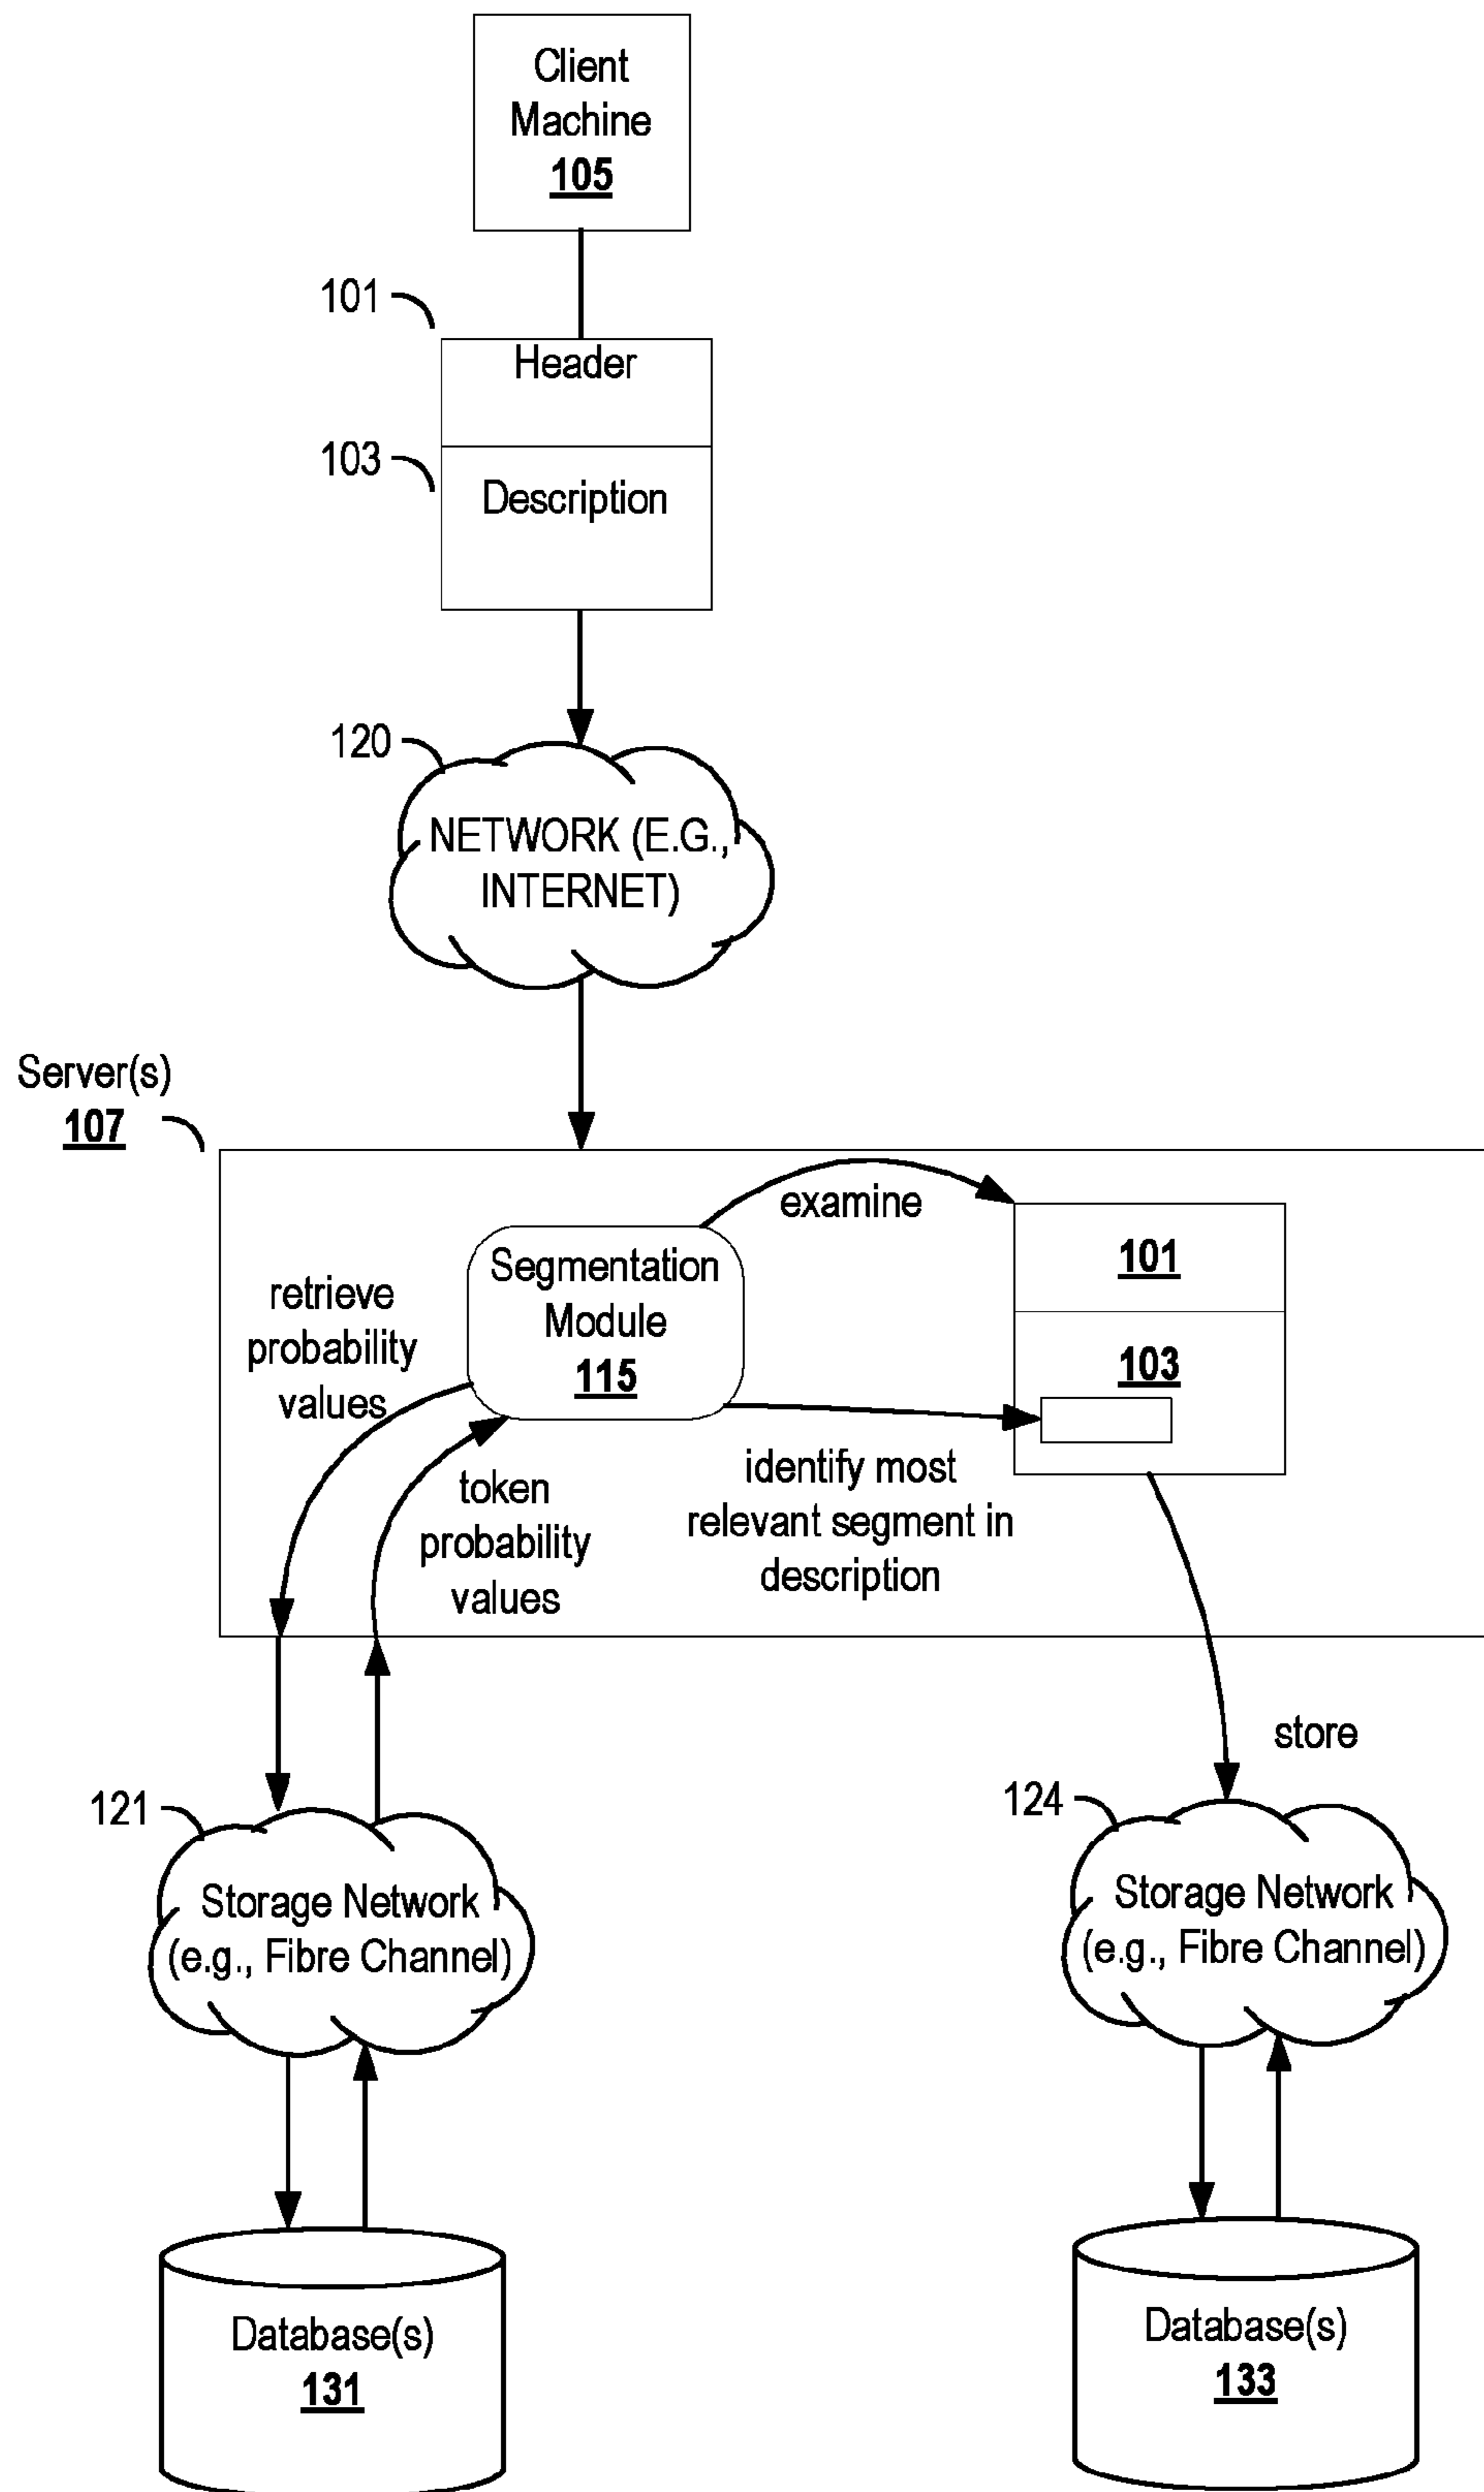 Client
Machine
105
101
Header
103
Description
120
NETWORK (E.G.,
INTERNET)
Server(s)
107
examine
101
Segmentation
Module
115
retrieve
probability
values
103
token
probability
values
identify most
relevant segment in
description
store
121
Storage Network
(e.g., Fibre Channel)
124
Storage Network
(e.g., Fibre Channel)
Database(s)
131
Database(s)
133